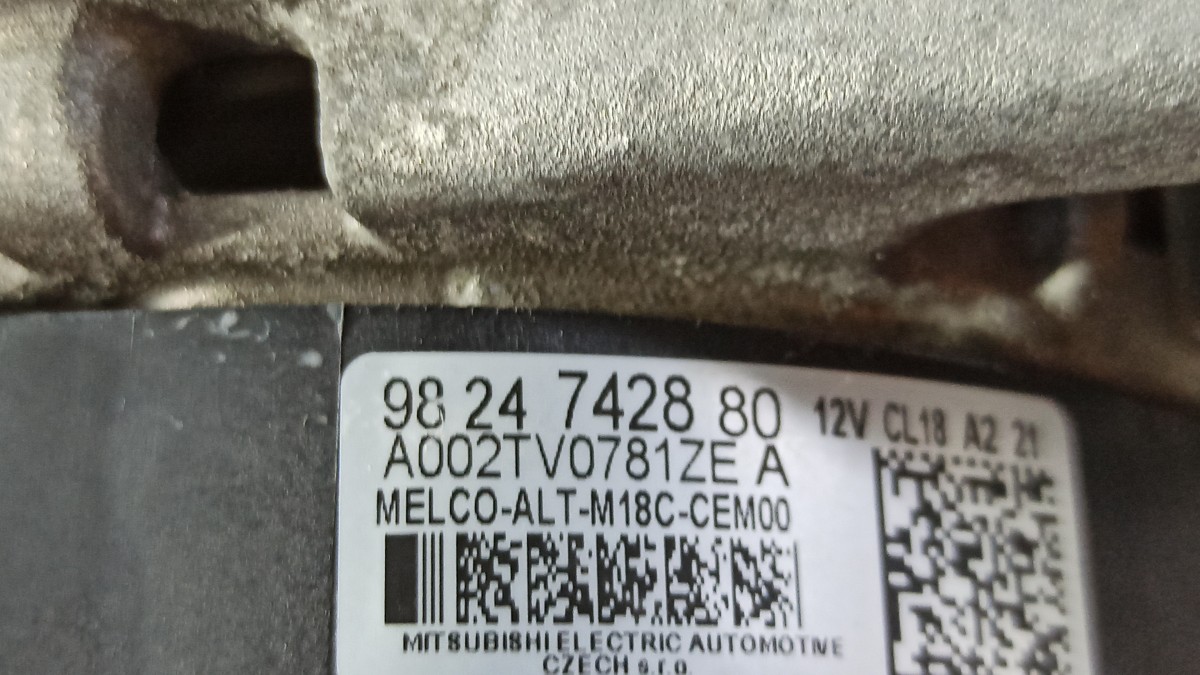 98 24 7428 80 12V CL18 A2 21
A002TV0781ZE A
MELCO-ALT-M18C-CEM00
MITSUBISHI ELECTRIC AUTOMOTIVE
CZECH s.r.o.